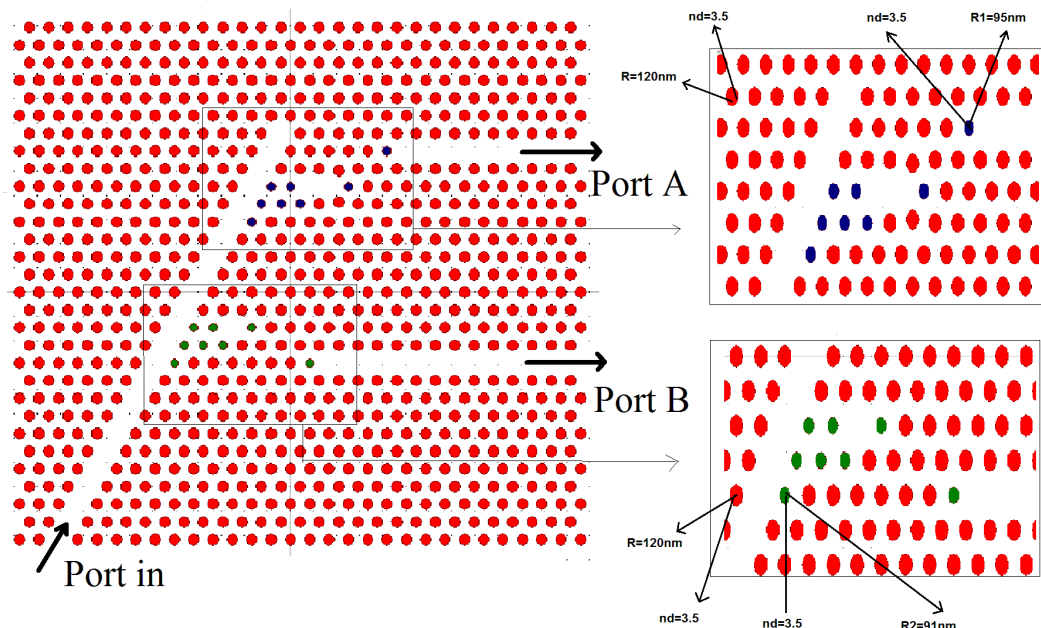 nd=3.5
nd=3.5
R1=95nm
R=120nm
Port A
Port B
R=120nm
Port in
nd=3.5
nd=3.5
R2=91nm